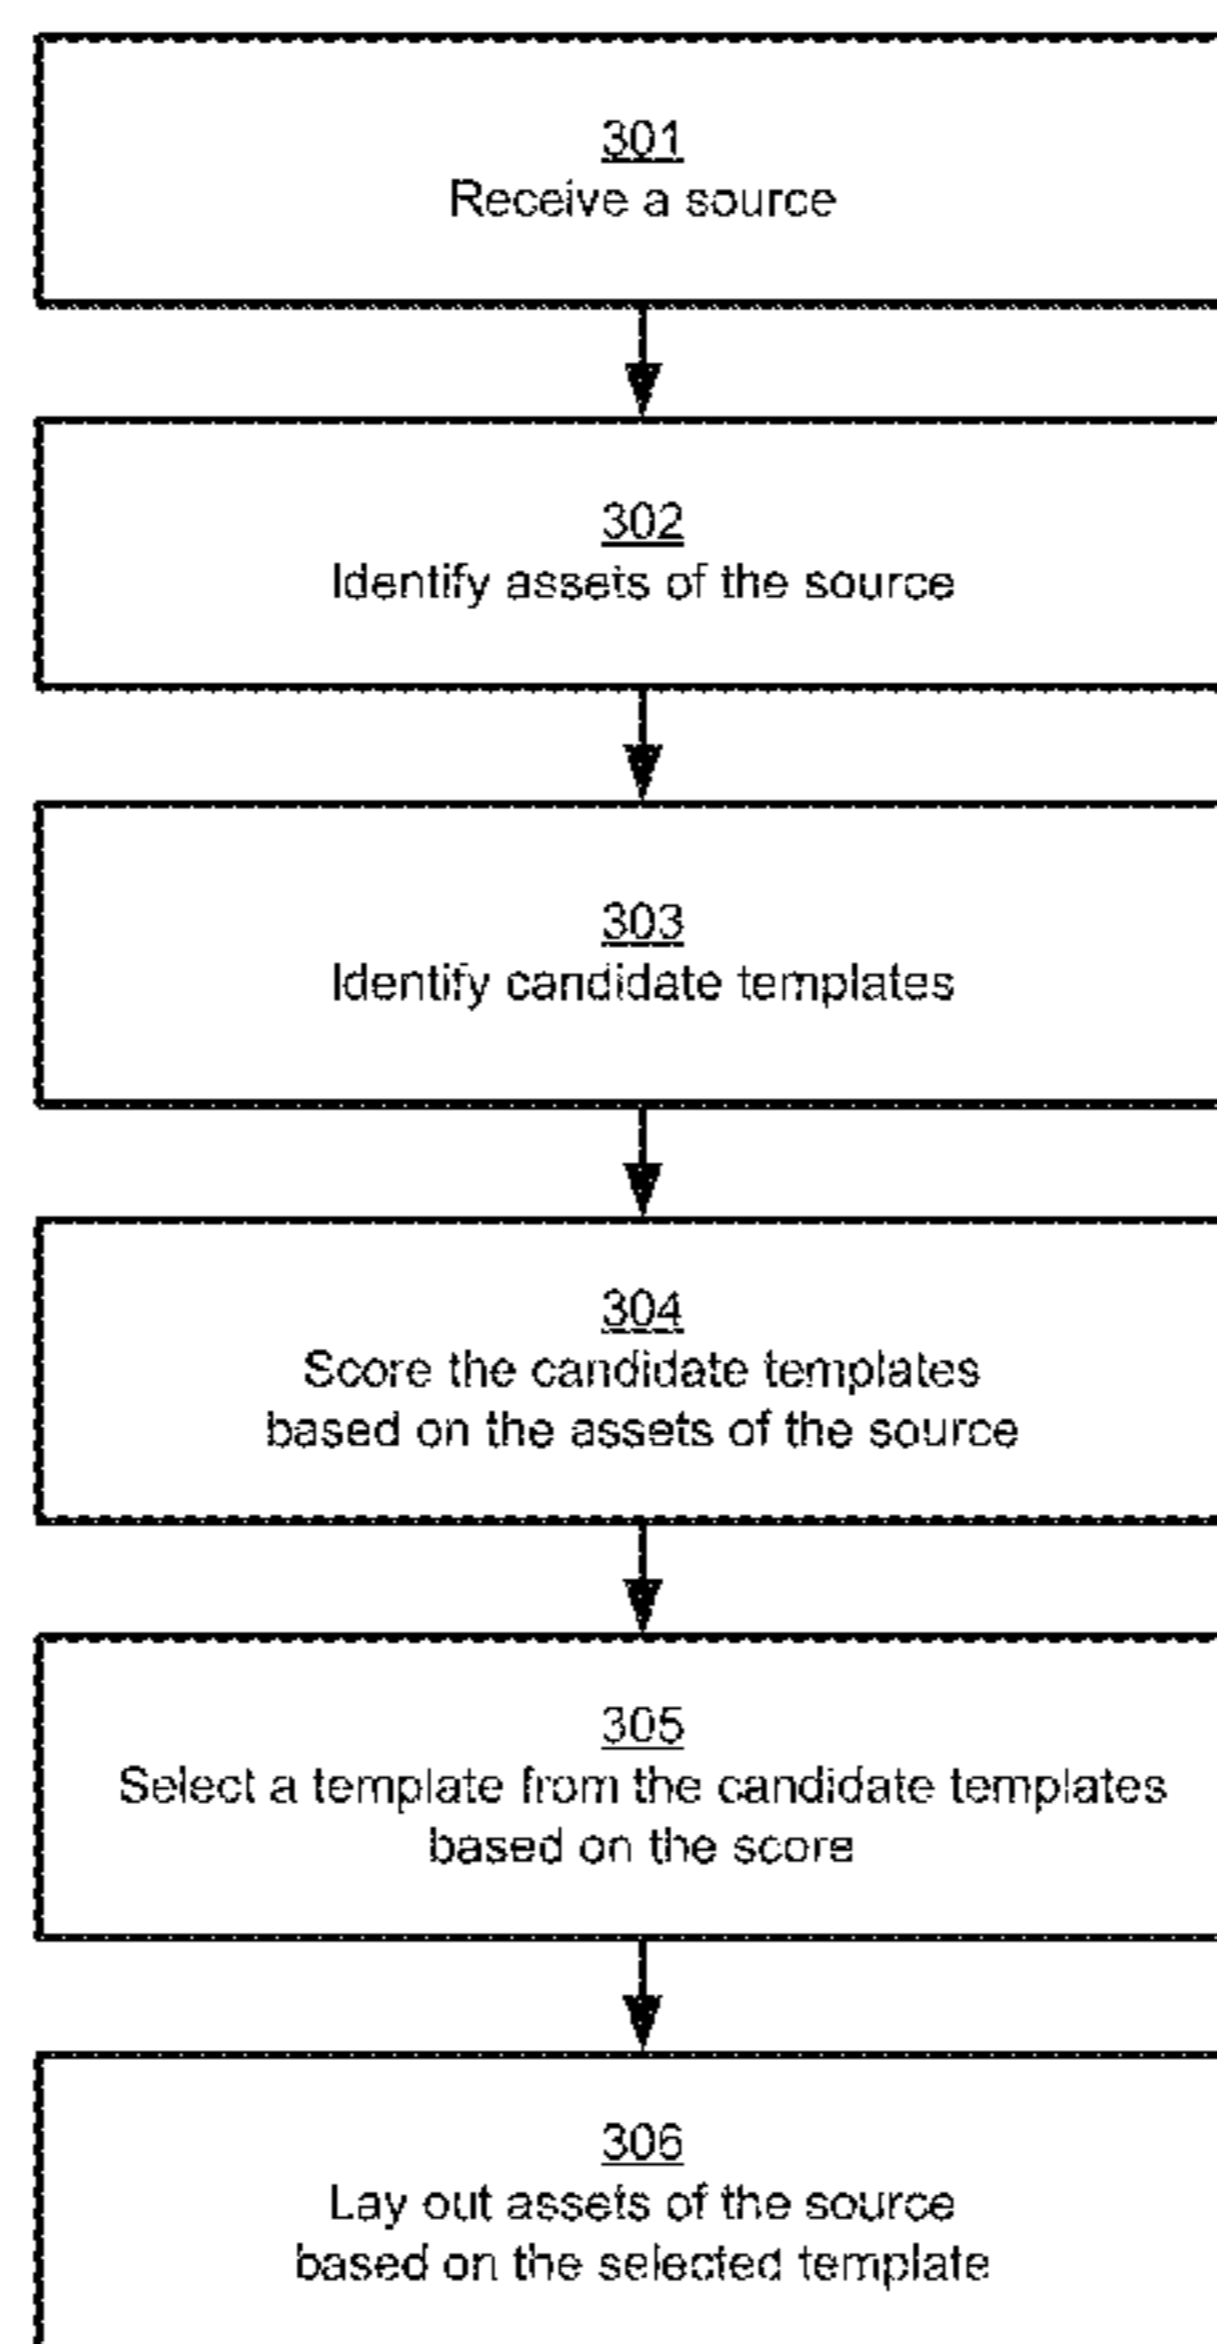 301
Receive a source
302
Identify assets of the source
303
Identify candidate templates
304
Score the candidate templates
based on the assets of the source
305
Select a template from the candidate templates
based on the score
306
Lay out assets of the source
based on the selected template